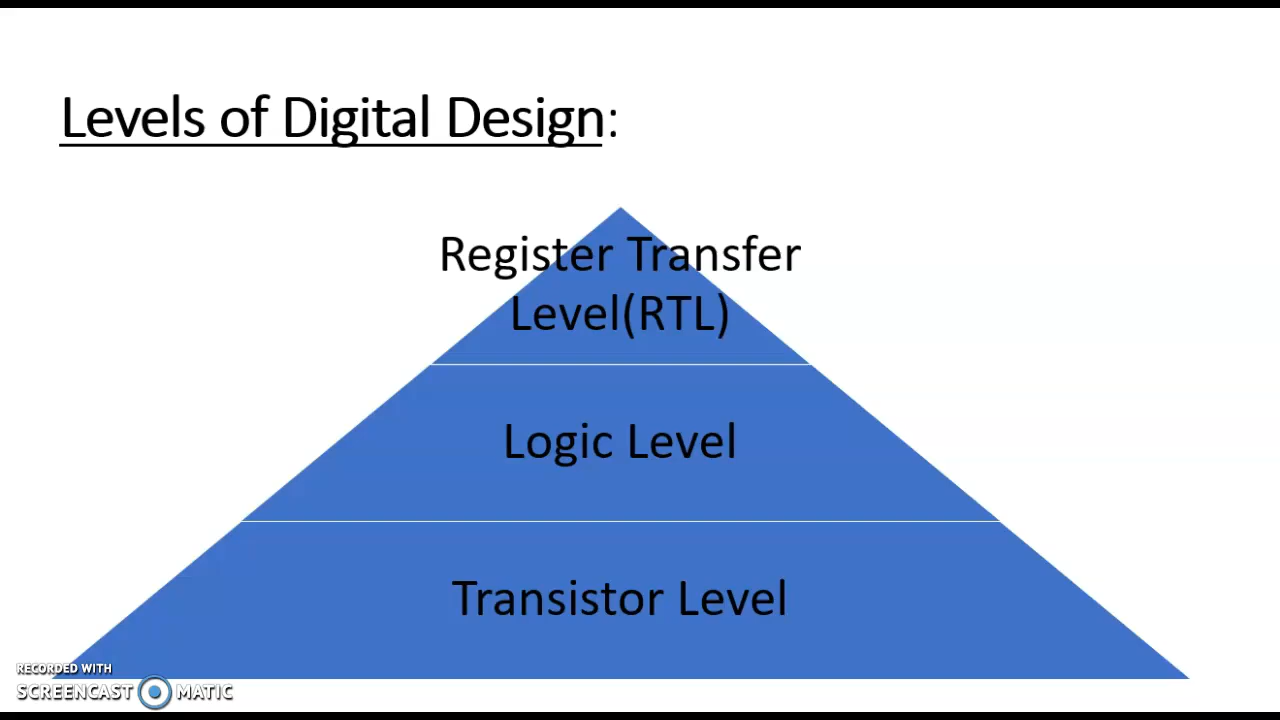 Levels of Digital Design:
Register Transfer
Level(RTL)
Logic Level
Transistor Level
RECORDED WITH
SCREENCAST MATIC